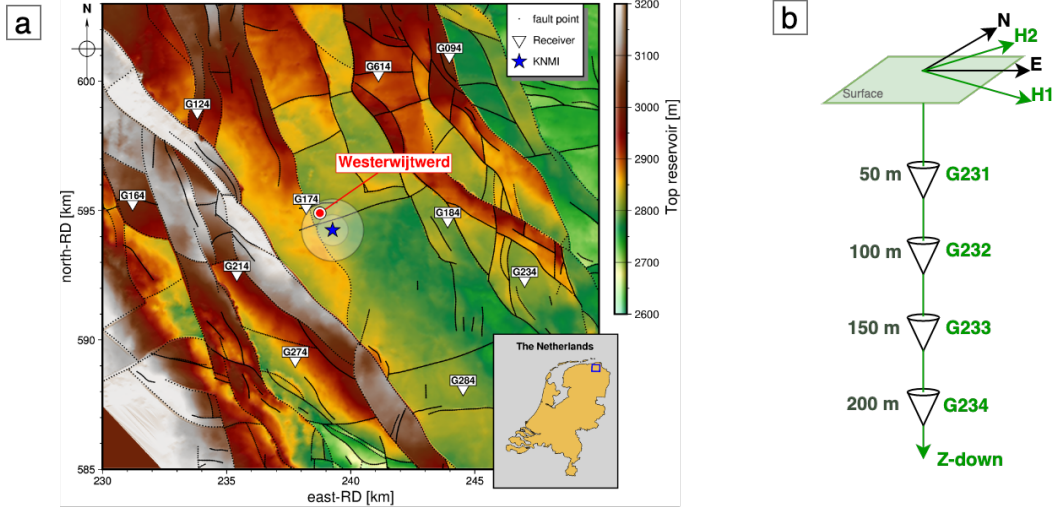 a
N
fault point
Receiver
KNMI
3200
3100
3000
2900
2800
2700
2600
Top reservoir [m]
600
595
590
585
north-RD [km]
230
235
240
245
east-RD [km]
G094
G614
G124
Westerwijtwerd
G164
G174
G184
G214
G234
G274
G284
The Netherlands
b
N
H2
E
H1
Surface
50 m G231
100 m G232
150 m G233
200 m G234
Z-down